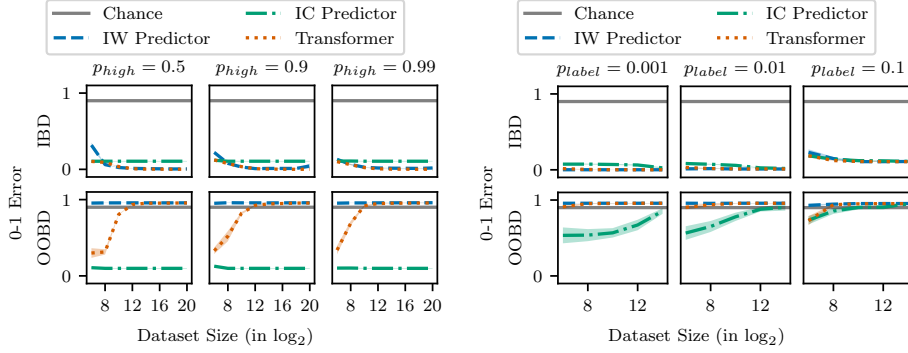 Chance
IC Predictor
IW Predictor
Transformer
p_high = 0.5
p_high = 0.9
p_high = 0.99
1
0
IBD
1
0
OOBD
0-1 Error
8 12 16 20
8 12 16 20
8 12 16 20
Dataset Size (in log₂)
Chance
IC Predictor
IW Predictor
Transformer
p_label = 0.001
p_label = 0.01
p_label = 0.1
1
0
IBD
1
0
OOBD
0-1 Error
8 12
8 12
8 12
Dataset Size (in log₂)